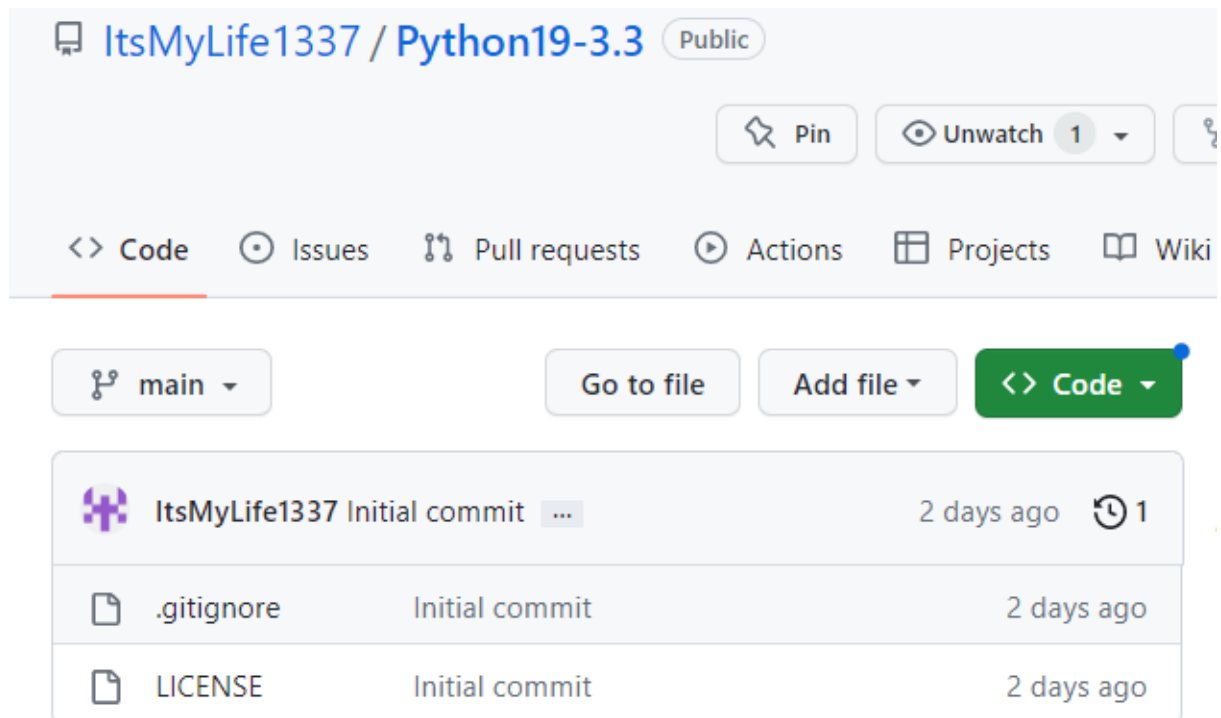 ItsMyLife1337 / Python19-3.3 Public
Pin Unwatch 1
Code Issues Pull requests Actions Projects Wiki
main Go to file Add file Code
ItsMyLife1337 Initial commit ... 2 days ago 1
.gitignore Initial commit 2 days ago
LICENSE Initial commit 2 days ago